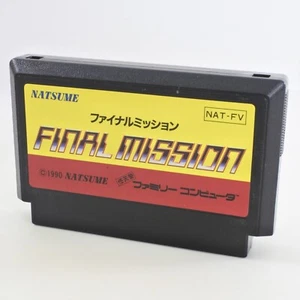 NATSUME
ファイナルミッション
NAT-FV
FINAL MISSION
©1990 NATSUME
ファミリー コンピュータ